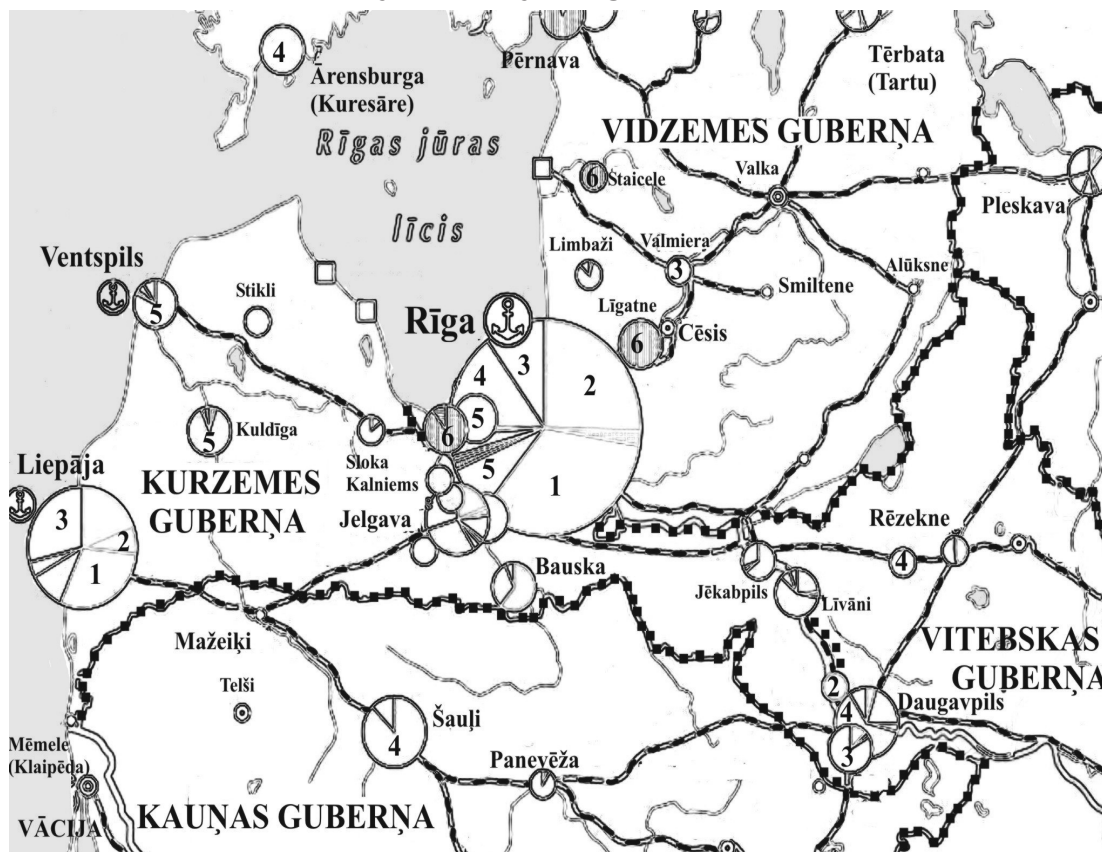 4
Ārensburga
(Kuresāre)
Pērnava
Tērbata
(Tartu)
Rīgas jūras
līcis
VIDZEMES GUBERŅA
6
Staicele
Valka
Pleskava
Ventspils
5
Stikli
Limbaži
Valmiera
3
Smiltene
Alūksne
Rīga
Līgatne
6
Cēsis
3
4
2
5
6
5
1
5
Kuldīga
Sloka
Kalniems
Liepāja
3
2
1
KURZEMES
GUBERŅA
Jelgava
Bauska
Rēzekne
4
Jēkabpils
Līvāni
VITEBSKAS
GUBERŅA
Mažeiķi
Telši
2
4
Daugavpils
3
Šauļi
4
Panevēža
Mēmele
(Klaipēda)
VĀCIJA
KAUŅAS GUBERŅA